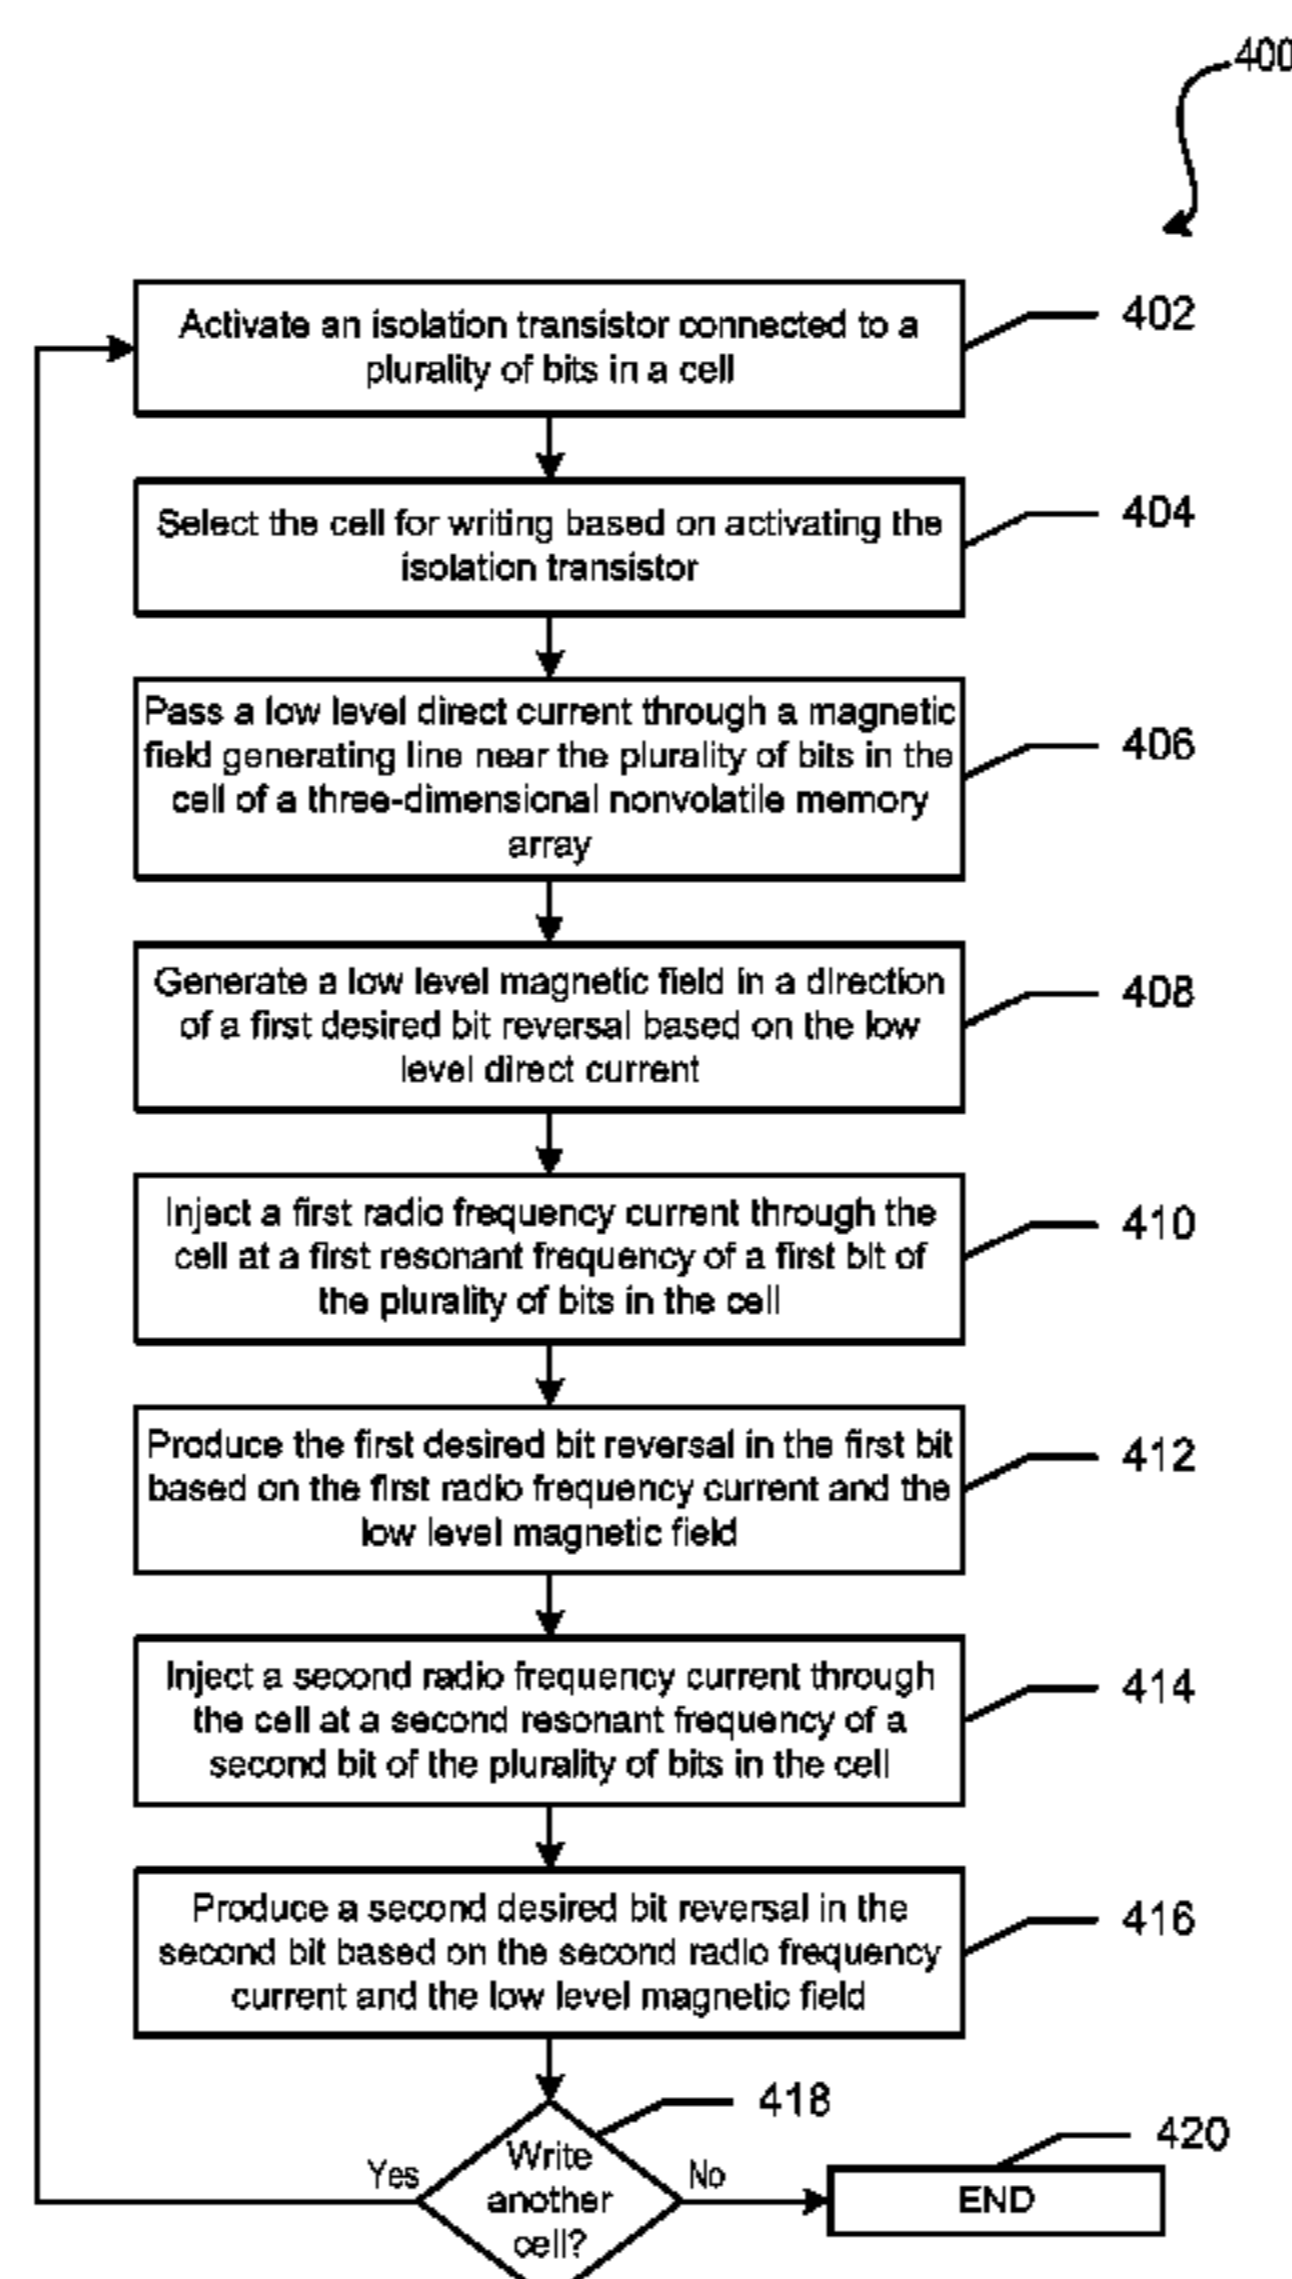 400
Activate an isolation transistor connected to a
plurality of bits in a cell
402
Select the cell for writing based on activating the
isolation transistor
404
Pass a low level direct current through a magnetic
field generating line near the plurality of bits in the
cell of a three-dimensional nonvolatile memory
array
406
Generate a low level magnetic field in a direction
of a first desired bit reversal based on the low
level direct current
408
Inject a first radio frequency current through the
cell at a first resonant frequency of a first bit of
the plurality of bits in the cell
410
Produce the first desired bit reversal in the first bit
based on the first radio frequency current and the
low level magnetic field
412
Inject a second radio frequency current through
the cell at a second resonant frequency of a
second bit of the plurality of bits in the cell
414
Produce a second desired bit reversal in the
second bit based on the second radio frequency
current and the low level magnetic field
416
418
Write
another
cell?
Yes
No
420
END